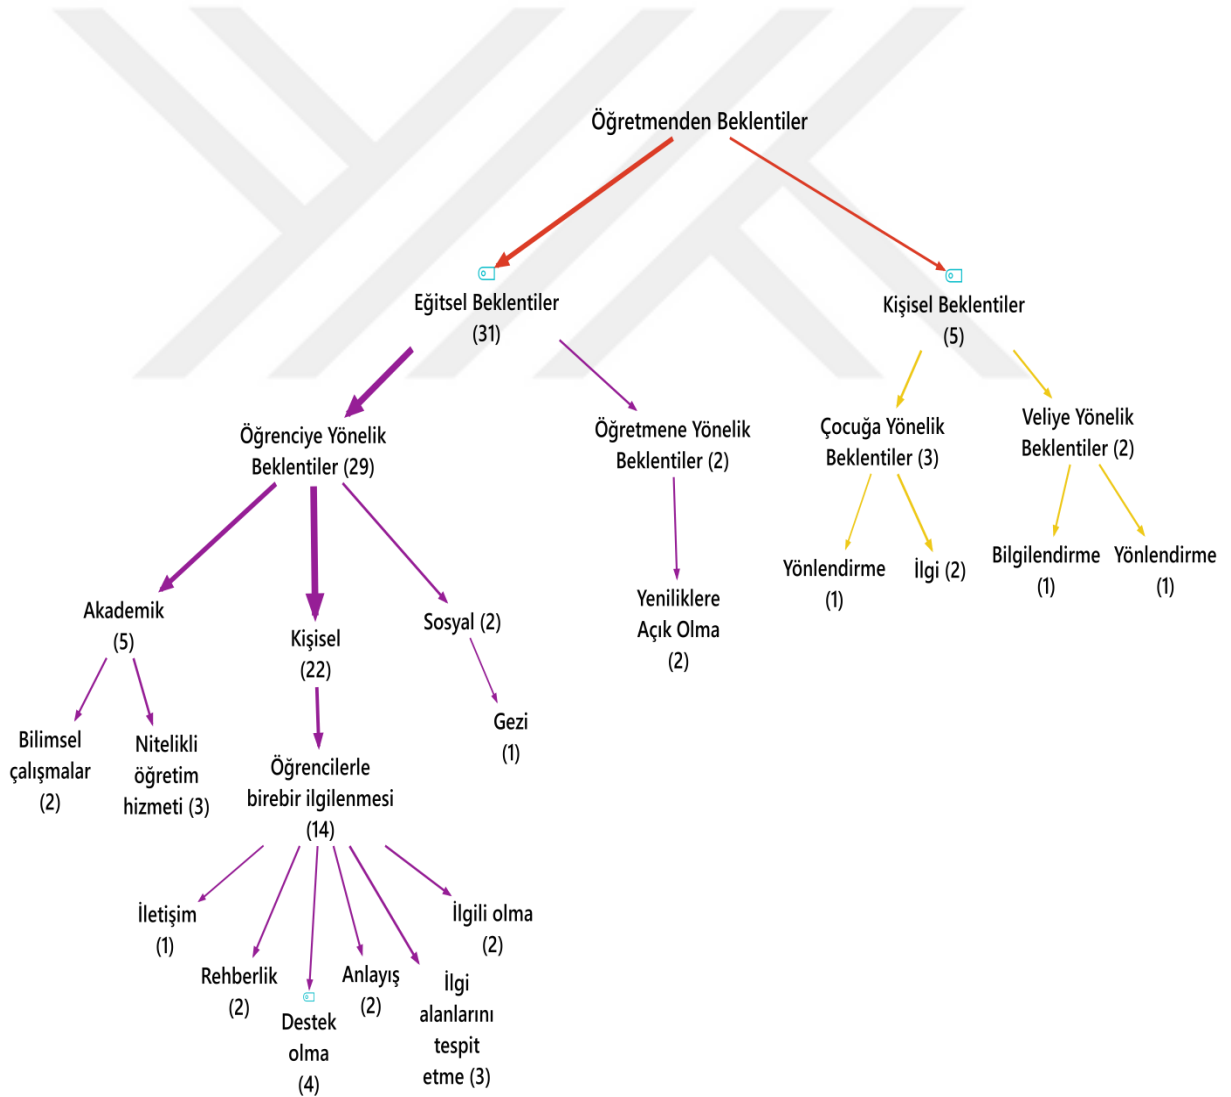 Öğretmenden Beklentiler
Eğitsel Beklentiler
(31)
Kişisel Beklentiler
(5)
Öğrenciye Yönelik
Beklentiler (29)
Öğretmene Yönelik
Beklentiler (2)
Çocuğa Yönelik
Beklentiler (3)
Veliye Yönelik
Beklentiler (2)
Yönlendirme
(1)
İlgi (2)
Bilgilendirme
(1)
Yönlendirme
(1)
Akademik
(5)
Kişisel
(22)
Sosyal (2)
Yeniliklere
Açık Olma
(2)
Bilimsel
çalışmalar
(2)
Nitelikli
öğretim
hizmeti (3)
Öğrencilerle
birebir ilgilenmesi
(14)
Gezi
(1)
İletişim
(1)
Rehberlik
(2)
Destek
olma
(4)
Anlayış
(2)
İlgi
alanlarını
tespit
etme (3)
İlgili olma
(2)